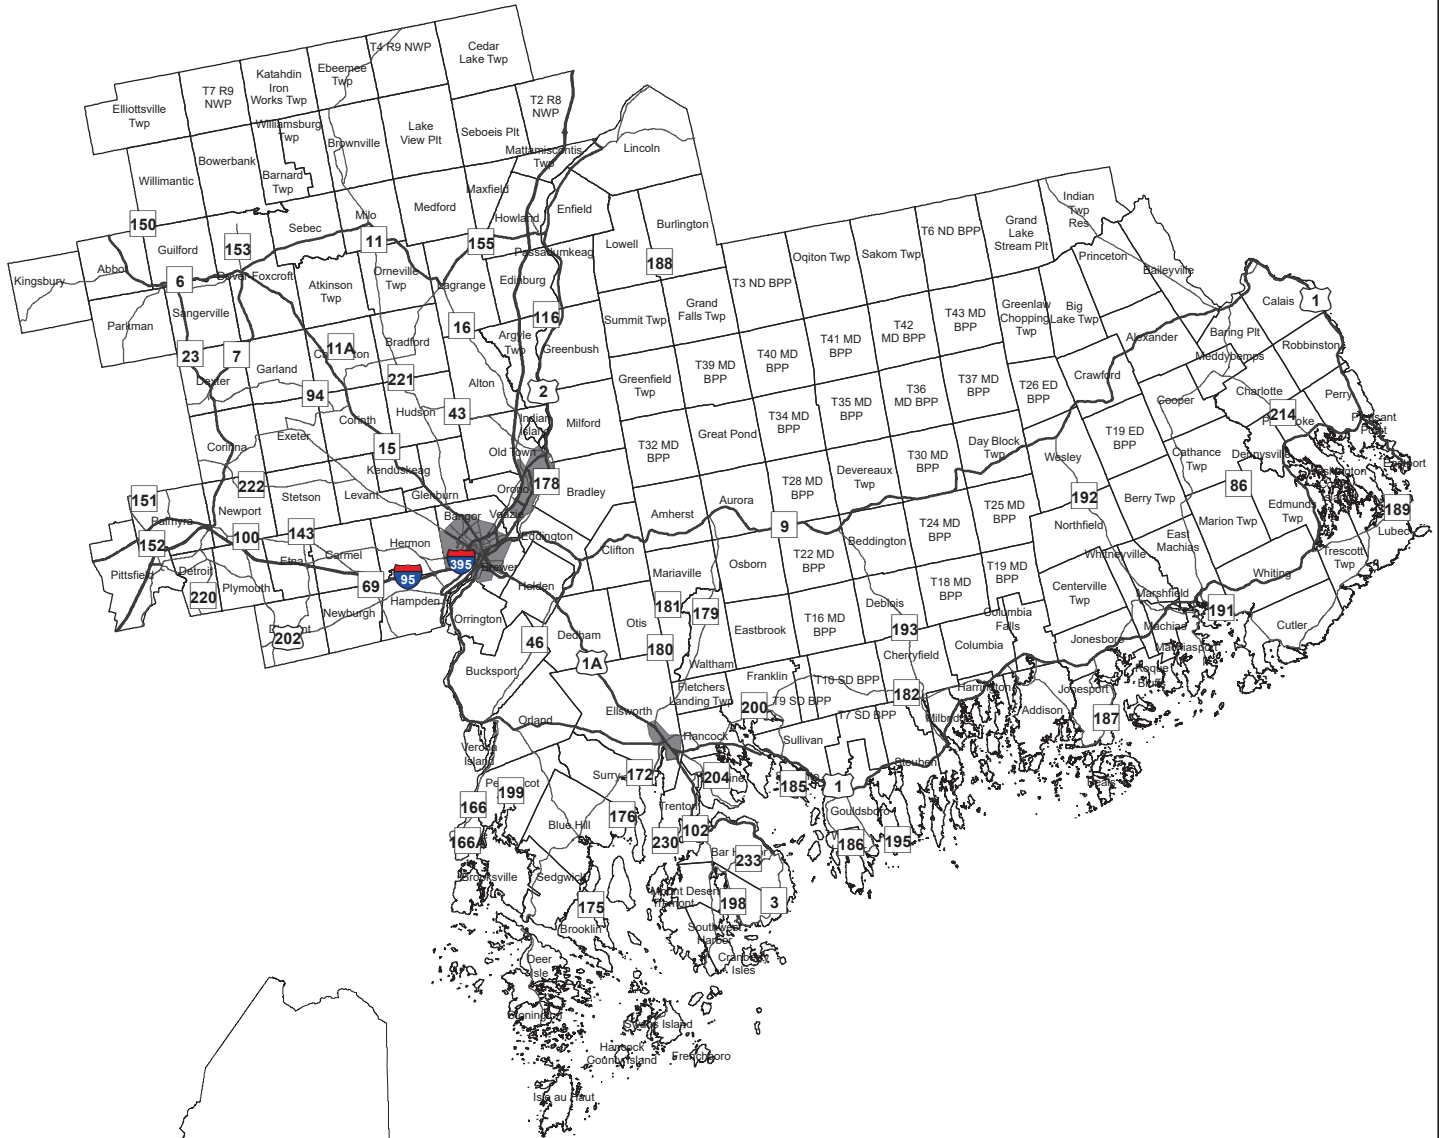 T4 R9 NWP
Cedar
Lake Twp
Ebeemee
Twp
Katahdin
Iron
Works Twp
T7 R9
NWP
Elliottsville
Twp
T2 R8
NWP
Williamsburg
Twp
Brownville
Lake
View Plt
Seboeis Plt
Mattamiscontis
Twp
Lincoln
Bowerbank
Willimantic
Barnard
Twp
Maxfield
Medford
Howland
Enfield
Burlington
150
Guilford
153
Sebec
Milo
11
155
Passadumkeag
Lowell
188
Kingsbury
6
Dover-Foxcroft
Atkinson
Twp
Orneville
Twp
Lagrange
Edinburg
Parkman
Sangerville
116
16
Argyle
Twp
Greenbush
Summit Twp
Grand
Falls Twp
T3 ND BPP
Oqiton Twp
Sakom Twp
T6 ND BPP
Grand
Lake
Stream Plt
Indian
Twp
Res
Princeton
Baileyville
23
7
11A
Bradford
Garland
Dexter
94
221
Alton
2
Greenfield
Twp
T39 MD
BPP
T40 MD
BPP
T41 MD
BPP
T42
MD BPP
T43 MD
BPP
Greenlaw
Chopping
Twp
Big
Lake Twp
Alexander
Calais
1
Baring Plt
Robbinston
Meddybemps
Crawford
Cooper
Charlotte
214
Perry
Pleasant
Point
Corinth
Hudson
43
Indian
Island
Milford
Great Pond
T34 MD
BPP
T35 MD
BPP
T36
MD BPP
T37 MD
BPP
T26 ED
BPP
T19 ED
BPP
Exeter
Corinna
15
Kenduskeag
Old Town
T32 MD
BPP
Day Block
Twp
Wesley
Cathance
Twp
Dennysville
Eastport
222
Stetson
Levant
Glenburn
Orono
178
Bradley
Devereaux
Twp
T30 MD
BPP
T28 MD
BPP
192
Berry Twp
86
151
Newport
Palmyra
Bangor
Veazie
Amherst
Aurora
T25 MD
BPP
Edmunds
Twp
189
Lubec
152
100
143
Etna
Carmel
Hermon
395
Brewer
Eddington
Clifton
9
Beddington
T24 MD
BPP
Northfield
Marion Twp
East
Machias
Trescott
Twp
Pittsfield
Detroit
220
Plymouth
69
95
Hampden
Holden
Mariaville
Osborn
T22 MD
BPP
T18 MD
BPP
T19 MD
BPP
Whitneyville
Centerville
Twp
Marshfield
Whiting
202
Newburgh
Orrington
46
Dedham
Otis
181
179
Eastbrook
T16 MD
BPP
Deblois
193
Columbia
Falls
Columbia
Jonesboro
Machias
191
Cutler
Machiasport
Roque
Bluffs
1A
180
Waltham
Cherryfield
Bucksport
Fletchers
Landing Twp
Franklin
T10 SD BPP
182
Harrington
Jonesport
Addison
187
Ellsworth
200
T9 SD BPP
T7 SD BPP
Milbridge
Orland
Hancock
Sullivan
Verona
Island
Steuben
Beals
Surry
172
204
185
1
199
166
Trenton
Gouldsboro
176
Blue Hill
166A
230
102
186
195
233
Brooksville
Sedgwick
Mount Desert
Tremont
198
3
175
Brooklin
Southwest
Harbor
Cranberry
Isles
Deer
Isle
Stonington
Swans Island
Hancock
County Island
Frenchboro
Isle au Haut